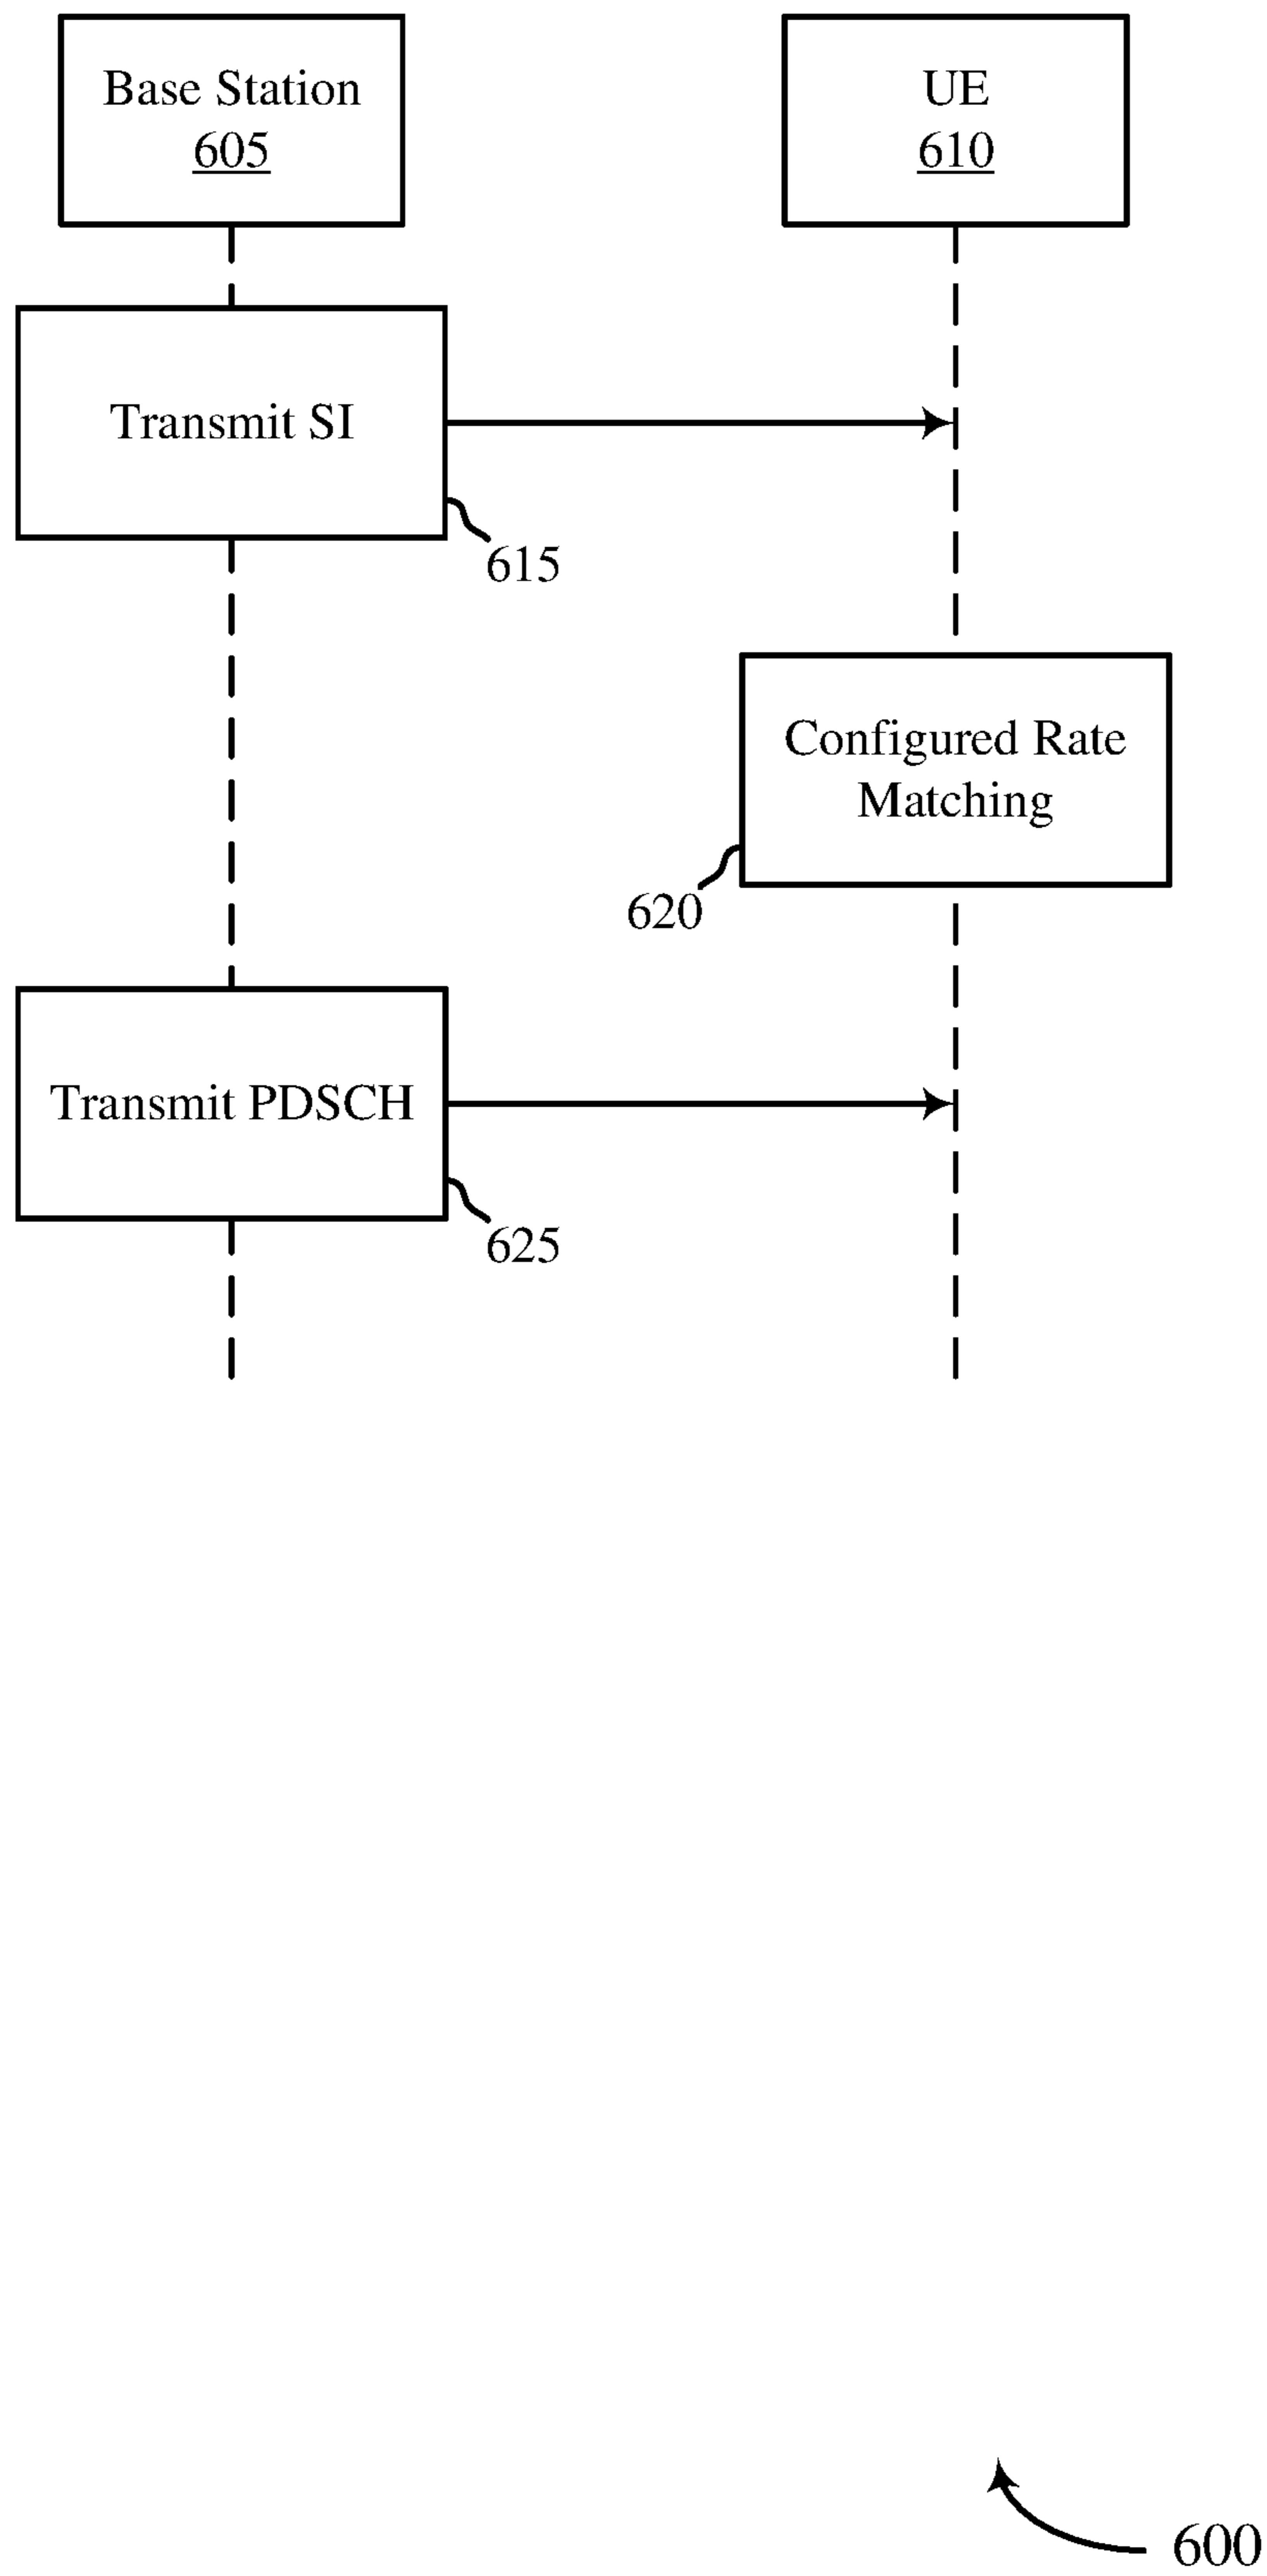 Base Station
605
UE
610
Transmit SI
615
Configured Rate
Matching
620
Transmit PDSCH
625
600